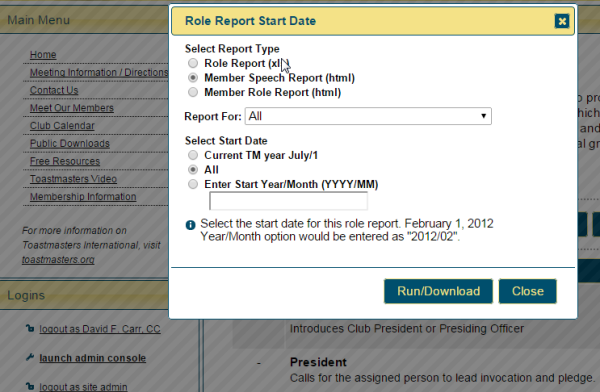 Main Menu
Home
Meeting Information / Directions
Contact Us
Meet Our Members
Club Calendar
Public Downloads
Free Resources
Toastmasters Video
Membership Information
For more information on
Toastmasters International, visit
toastmasters.org
Logins
logout as David F. Carr, CC
launch admin console
logout as site admin
Role Report Start Date
Select Report Type
Role Report (xls)
Member Speech Report (html)
Member Role Report (html)
Report For: All
Select Start Date
Current TM year July/1
All
Enter Start Year/Month (YYYY/MM)
Select the start date for this role report. February 1, 2012
Year/Month option would be entered as "2012/02".
Run/Download Close
Introduces Club President or Presiding Officer
- President
Calls for the assigned person to lead invocation and pledge.